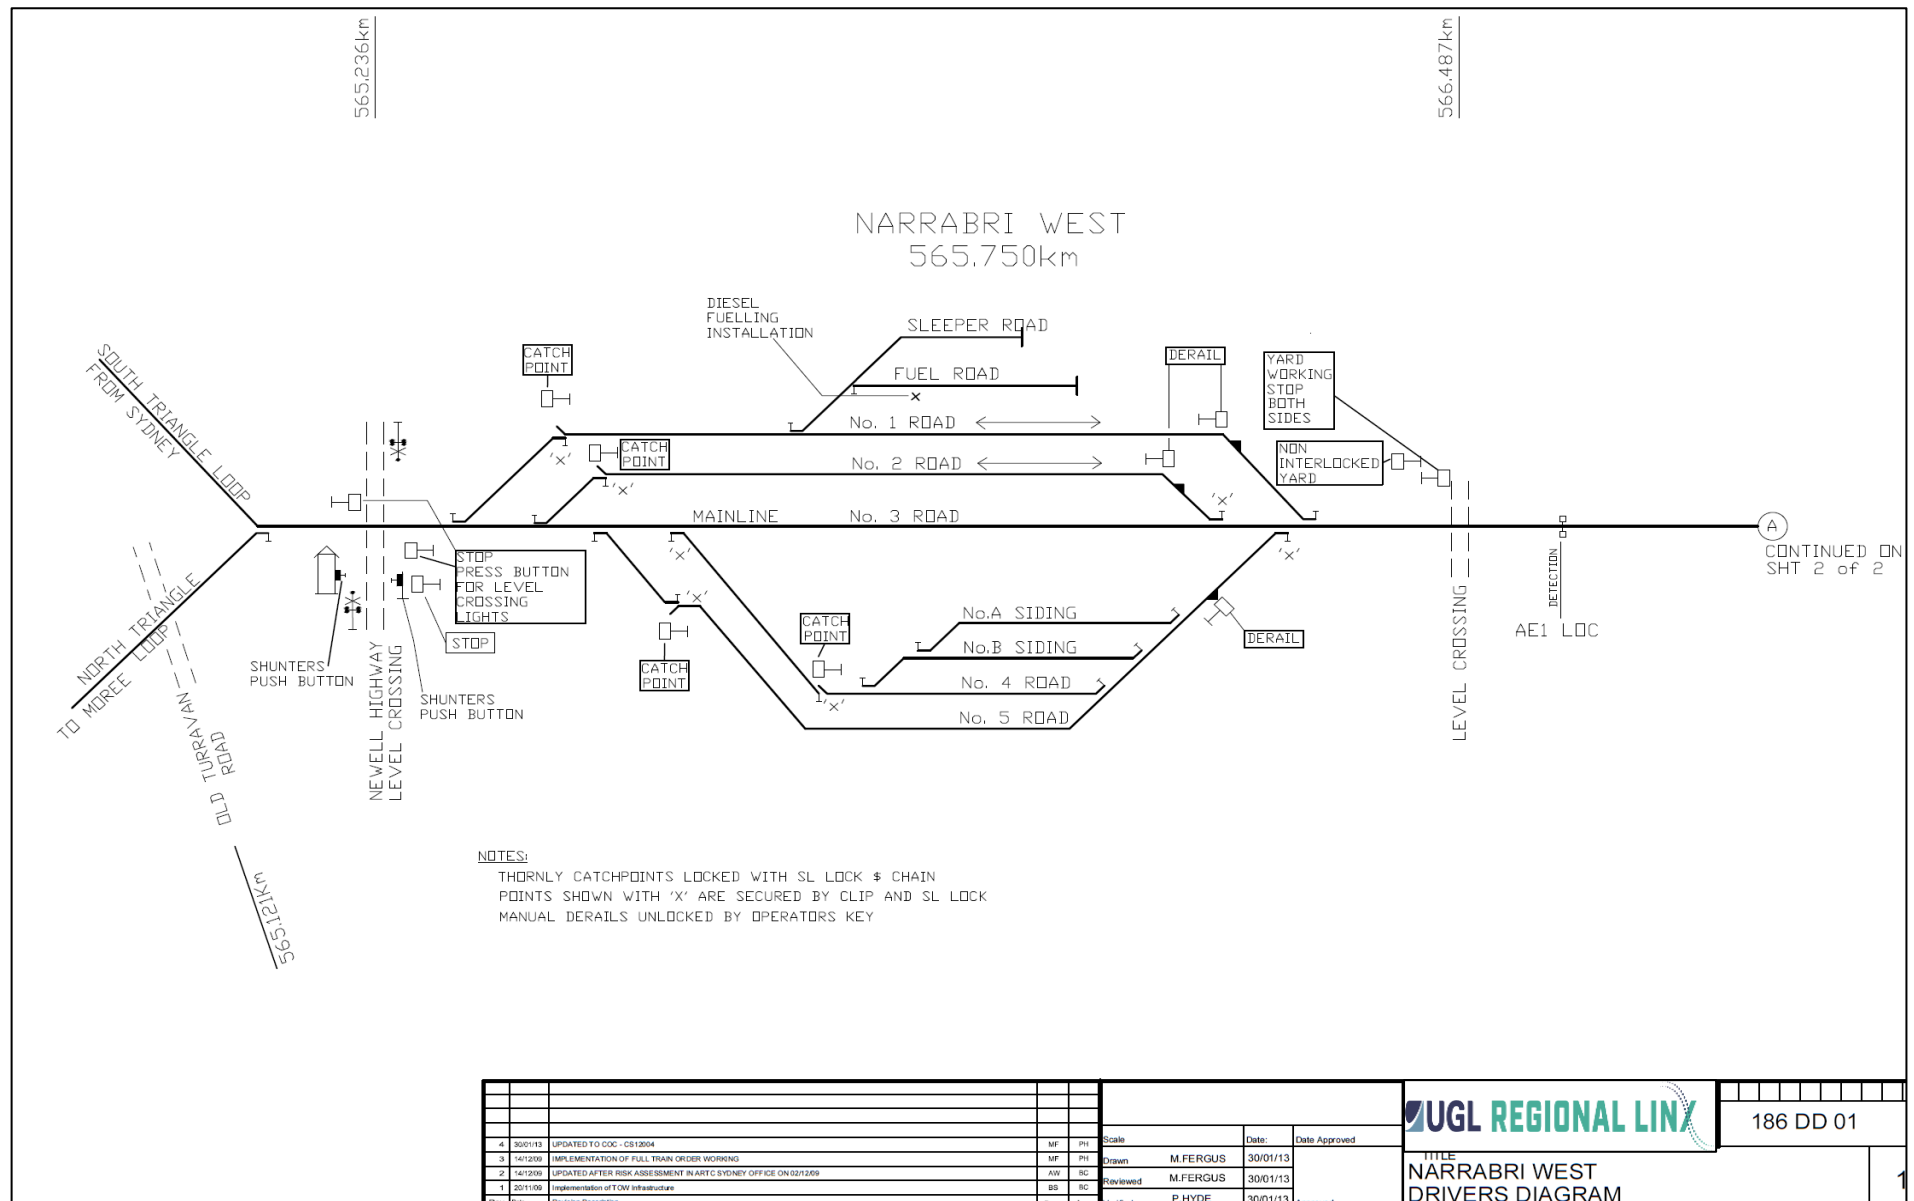 565.236km
566.487km
NARRABRI WEST
565.750km
DIESEL
FUELLING
INSTALLATION
SLEEPER ROAD
FUEL ROAD
CATCH
POINT
DERAIL
YARD
WORKING
STOP
BOTH
SIDES
SOUTH TRIANGLE LOOP
FROM SYDNEY
No. 1 ROAD
'X'
CATCH
POINT
NON
INTERLOCKED
YARD
No. 2 ROAD
'X'
'X'
MAINLINE
No. 3 ROAD
A
CONTINUED ON
SHT 2 of 2
STOP
PRESS BUTTON
FOR LEVEL
CROSSING
LIGHTS
'X'
'X'
DETECTION
AE1 LOC
NORTH TRIANGLE
LOOP
TO MOREE
'X'
No.A SIDING
CATCH
POINT
DERAIL
STOP
No.B SIDING
SHUNTERS
PUSH BUTTON
CATCH
POINT
No. 4 ROAD
'X'
SHUNTERS
PUSH BUTTON
No. 5 ROAD
LEVEL CROSSING
NEWELL HIGHWAY
LEVEL CROSSING
OLD TURRAVAN
ROAD
565.121Km
NOTES:
THORNLY CATCHPOINTS LOCKED WITH SL LOCK $ CHAIN
POINTS SHOWN WITH 'X' ARE SECURED BY CLIP AND SL LOCK
MANUAL DERAILS UNLOCKED BY OPERATORS KEY
UGL REGIONAL LINX
186 DD 01
4 30/01/13 UPDATED TO COC - CS12004 MF PH
3 14/12/09 IMPLEMENTATION OF FULL TRAIN ORDER WORKING MF PH
2 14/12/09 UPDATED AFTER RISK ASSESSMENT IN ARTC SYDNEY OFFICE ON 02/12/09 AW BC
1 20/11/09 Implementation of TOW Infrastructure BS BC
Scale Date: Date Approved
Drawn M.FERGUS 30/01/13
Reviewed M.FERGUS 30/01/13
P.HYDE 30/01/13
TITLE
NARRABRI WEST
DRIVERS DIAGRAM
1